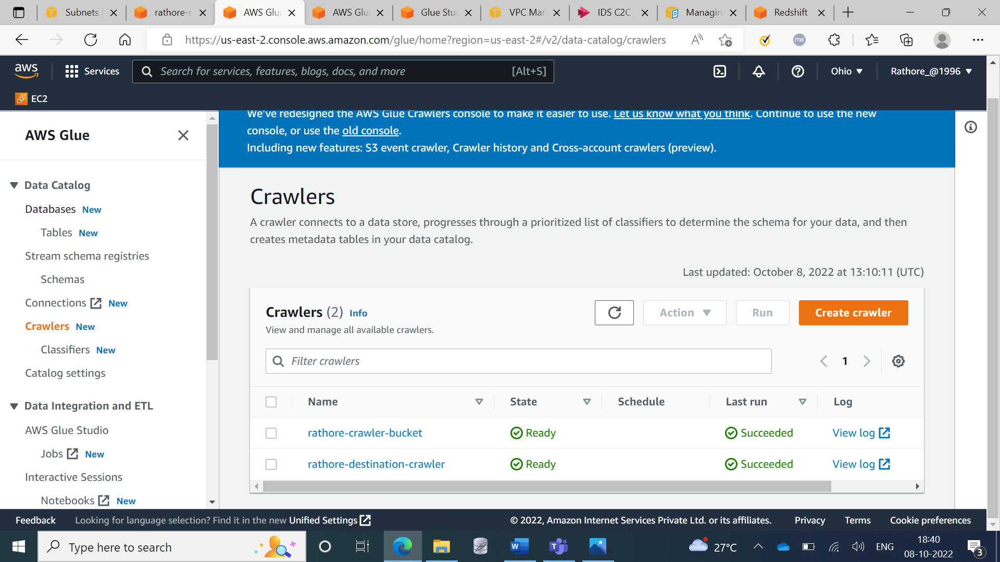 Subnets
rathore-r
AWS Glu
AWS Glu
Glue Stu
VPC Man
IDS C2C
Managin
Redshift
https://us-east-2.console.aws.amazon.com/glue/home?region=us-east-2#/v2/data-catalog/crawlers
me
aws
Services
Search for services, features, blogs, docs, and more
[Alt+S]
Ohio
Rathore_@1996
EC2
We've redesigned the AWS Glue Crawlers console to make it easier to use. Let us know what you think. Continue to use the new
console, or use the old console.
Including new features: S3 event crawler, Crawler history and Cross-account crawlers (preview).
AWS Glue
Data Catalog
Databases New
Tables New
Stream schema registries
Schemas
Connections New
Crawlers New
Classifiers New
Catalog settings
Data Integration and ETL
AWS Glue Studio
Jobs New
Interactive Sessions
Notebooks New
Crawlers
A crawler connects to a data store, progresses through a prioritized list of classifiers to determine the schema for your data, and then
creates metadata tables in your data catalog.
Last updated: October 8, 2022 at 13:10:11 (UTC)
Crawlers (2) Info
View and manage all available crawlers.
Action
Run
Create crawler
Filter crawlers
1
Name State Schedule Last run Log
rathore-crawler-bucket Ready Succeeded View log
rathore-destination-crawler Ready Succeeded View log
Feedback
Looking for language selection? Find it in the new Unified Settings
© 2022, Amazon Internet Services Private Ltd. or its affiliates.
Privacy
Terms
Cookie preferences
Type here to search
W
T
27°C
ENG
18:40
08-10-2022
3